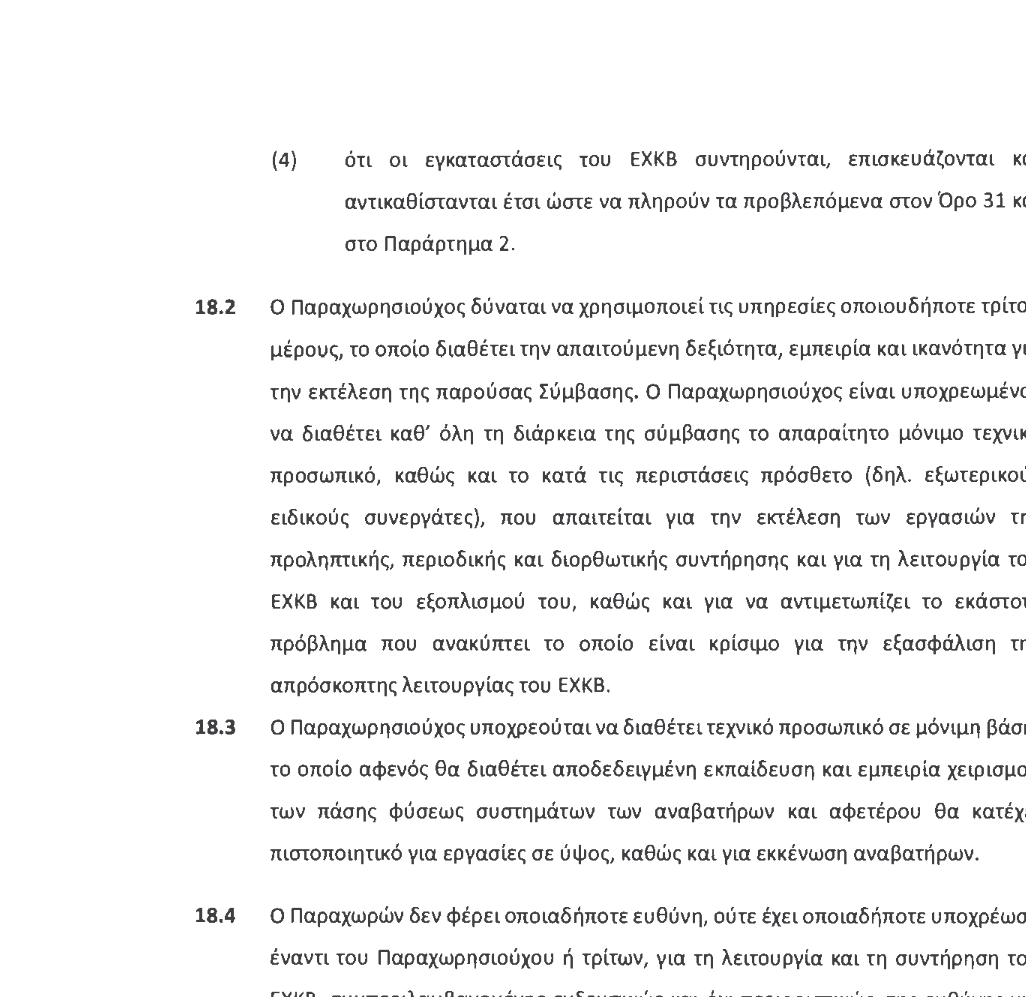 (4) ότι οι εγκαταστάσεις του ΕΧΚΒ συντηρούνται, επισκευάζονται
αντικαθίστανται έτσι ώστε να πληρούν τα προβλεπόμενα στον Όρο 31
στο Παράρτημα 2.
18.2 Ο Παραχωρησιούχος δύναται να χρησιμοποιεί τις υπηρεσίες οποιουδήποτε
μέρους, το οποίο διαθέτει την απαιτούμενη δεξιότητα, εμπειρία και ικανότητα
την εκτέλεση της παρούσας Σύμβασης. Ο Παραχωρησιούχος είναι
να διαθέτει καθ’ όλη τη διάρκεια της σύμβασης το απαραίτητο μόνιμο
προσωπικό, καθώς και το κατά τις περιστάσεις πρόσθετο (δηλ.
ειδικούς συνεργάτες), που απαιτείται για την εκτέλεση των εργασιών
προληπτικής, περιοδικής και διορθωτικής συντήρησης και για τη λειτουργία
ΕΧΚΒ και του εξοπλισμού του, καθώς και για να αντιμετωπίζει το
πρόβλημα που ανακύπτει το οποίο είναι κρίσιμο για την εξασφάλιση
απρόσκοπτης λειτουργίας του ΕΧΚΒ.
18.3 Ο Παραχωρησιούχος υποχρεούται να διαθέτει τεχνικό προσωπικό σε μόνιμη
το οποίο αφενός θα διαθέτει αποδεδειγμένη εκπαίδευση και εμπειρία
των πάσης φύσεως συστημάτων των αναβατήρων και αφετέρου θα
πιστοποιητικό για εργασίες σε ύψος, καθώς και για εκκένωση αναβατήρων.
18.4 Ο Παραχωρών δεν φέρει οποιαδήποτε ευθύνη, ούτε έχει οποιαδήποτε
έναντι του Παραχωρησιούχου ή τρίτων, για τη λειτουργία και τη συντήρηση